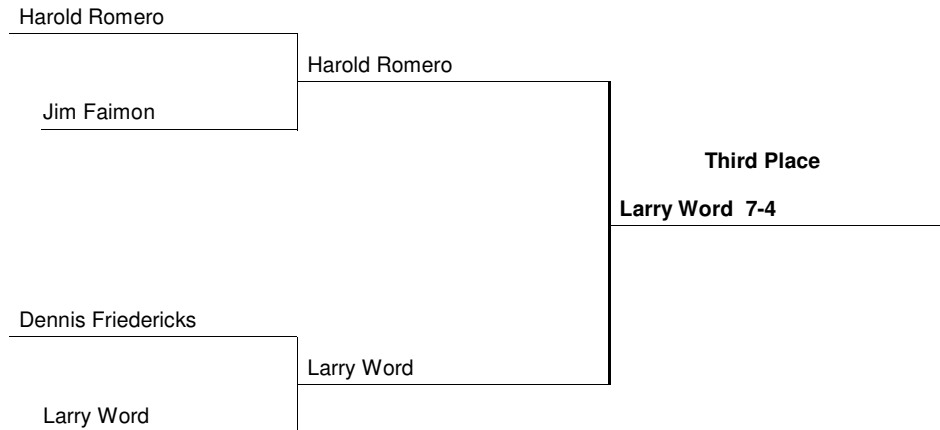 Harold Romero
Harold Romero
Jim Faimon
Third Place
Larry Word 7-4
Dennis Friedericks
Larry Word
Larry Word